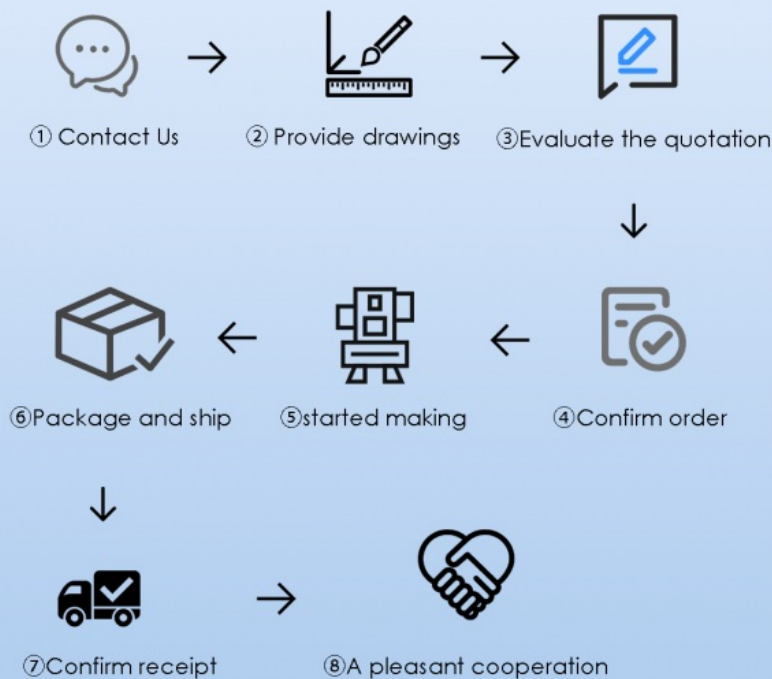 ① Contact Us
② Provide drawings
③Evaluate the quotation
④Confirm order
⑤started making
⑥Package and ship
⑦Confirm receipt
⑧A pleasant cooperation